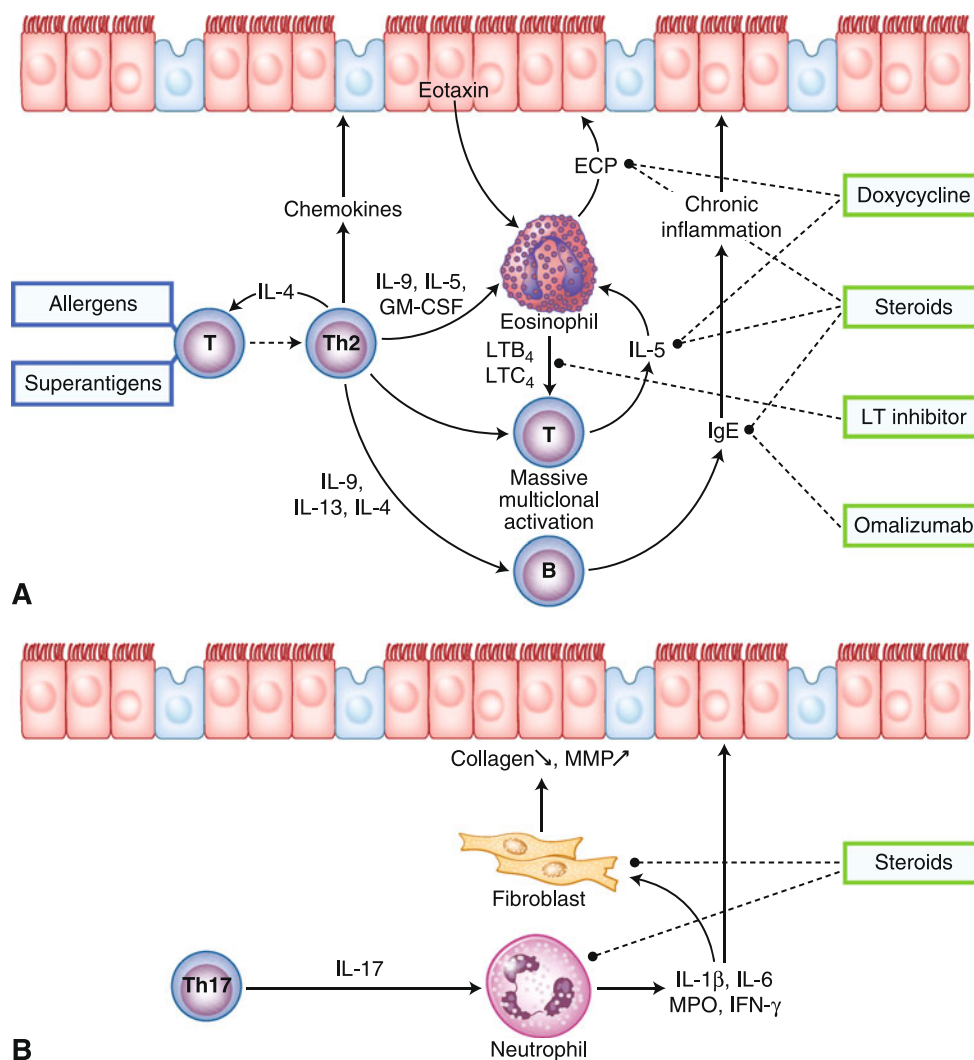 Eotaxin
ECP
Doxycycline
Chemokines
Chronic
inflammation
IL-4
IL-9, IL-5,
GM-CSF
Allergens
Steroids
T
Th2
Eosinophil
IL-5
Superantigens
LTB4
LTC4
LT inhibitor
T
IgE
Massive
multiclonal
activation
IL-9,
IL-13, IL-4
Omalizumab
B
A
Collagen↘, MMP↗
Steroids
Fibroblast
Th17
IL-17
IL-1β, IL-6
MPO, IFN-γ
Neutrophil
B